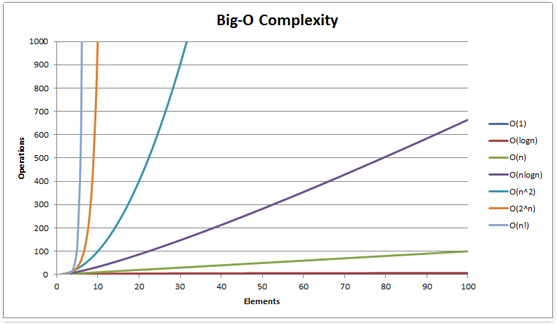 Big-O Complexity
1000
900
800
700
600
500
400
300
200
100
0
Operations
0 10 20 30 40 50 60 70 80 90 100
Elements
O(1)
O(logn)
O(n)
O(nlogn)
O(n^2)
O(2^n)
O(n!)